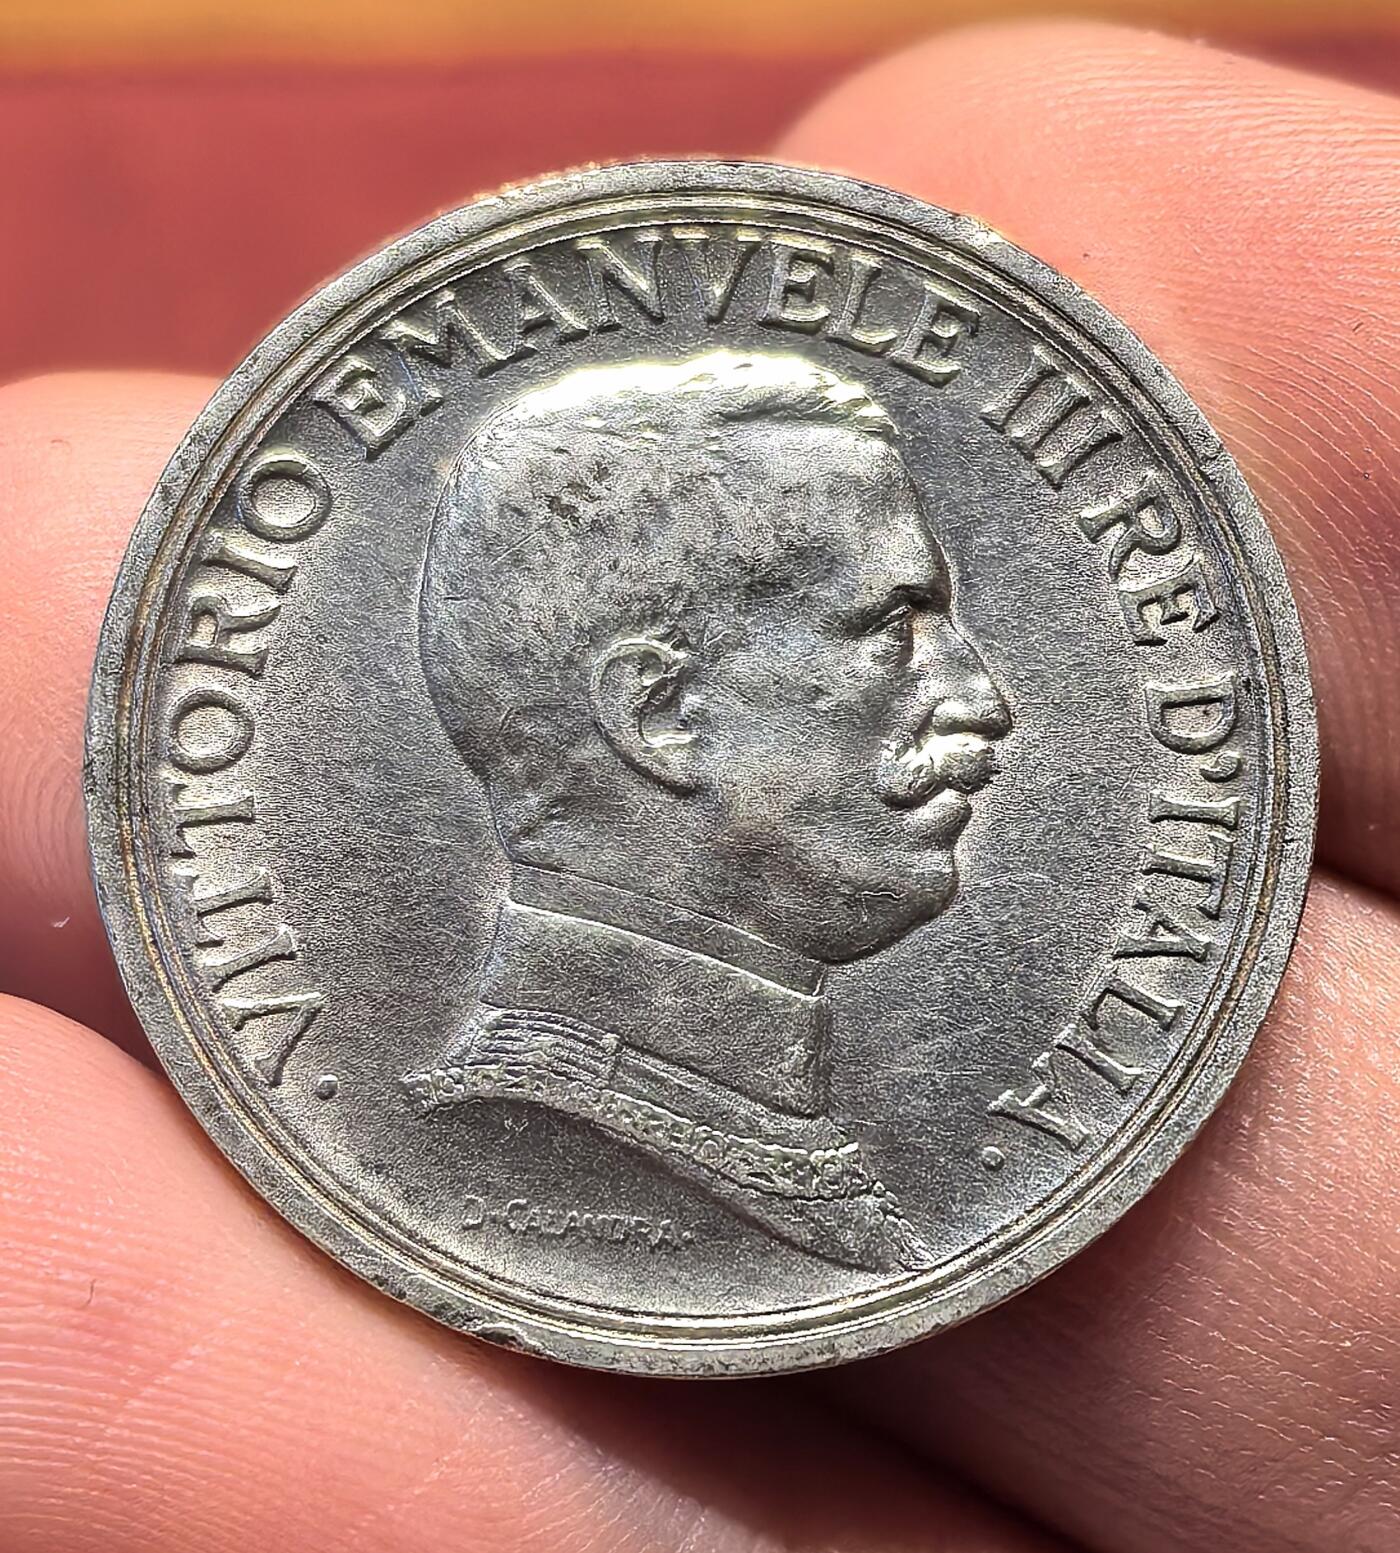 · VITTORIO EMANVELE III RE D'ITALIA ·
D·CALANDRA·